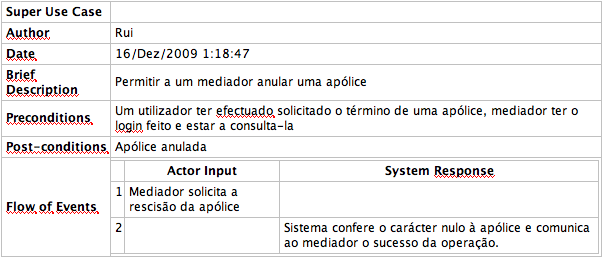 Super Use Case
Author Rui
Date 16/Dez/2009 1:18:47
Brief
Description Permitir a um mediador anular uma apólice
Preconditions Um utilizador ter efectuado solicitado o término de uma apólice, mediador ter o
login feito e estar a consulta-la
Post-conditions Apólice anulada
Flow of Events
Actor Input System Response
1 Mediador solicita a
rescisão da apólice
2 Sistema confere o carácter nulo à apólice e comunica
ao mediador o sucesso da operação.